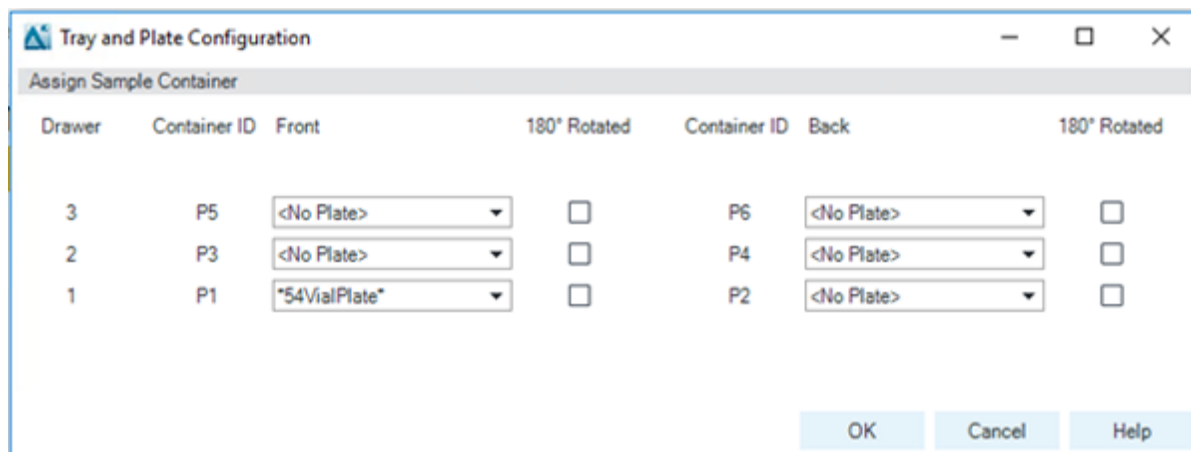 Tray and Plate Configuration
Assign Sample Container
Drawer Container ID Front 180° Rotated Container ID Back 180° Rotated
3 P5 <No Plate> P6 <No Plate>
2 P3 <No Plate> P4 <No Plate>
1 P1 *54VialPlate* P2 <No Plate>
OK Cancel Help